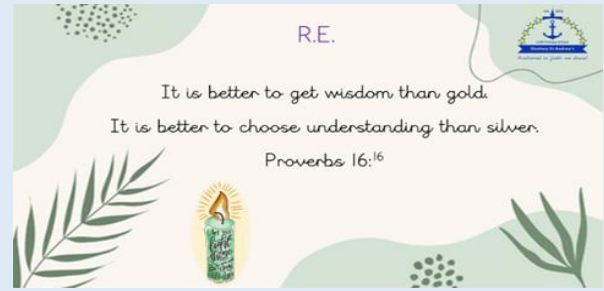 R.E.
It is better to get wisdom than gold.
It is better to choose understanding than silver.
Proverbs 16:16